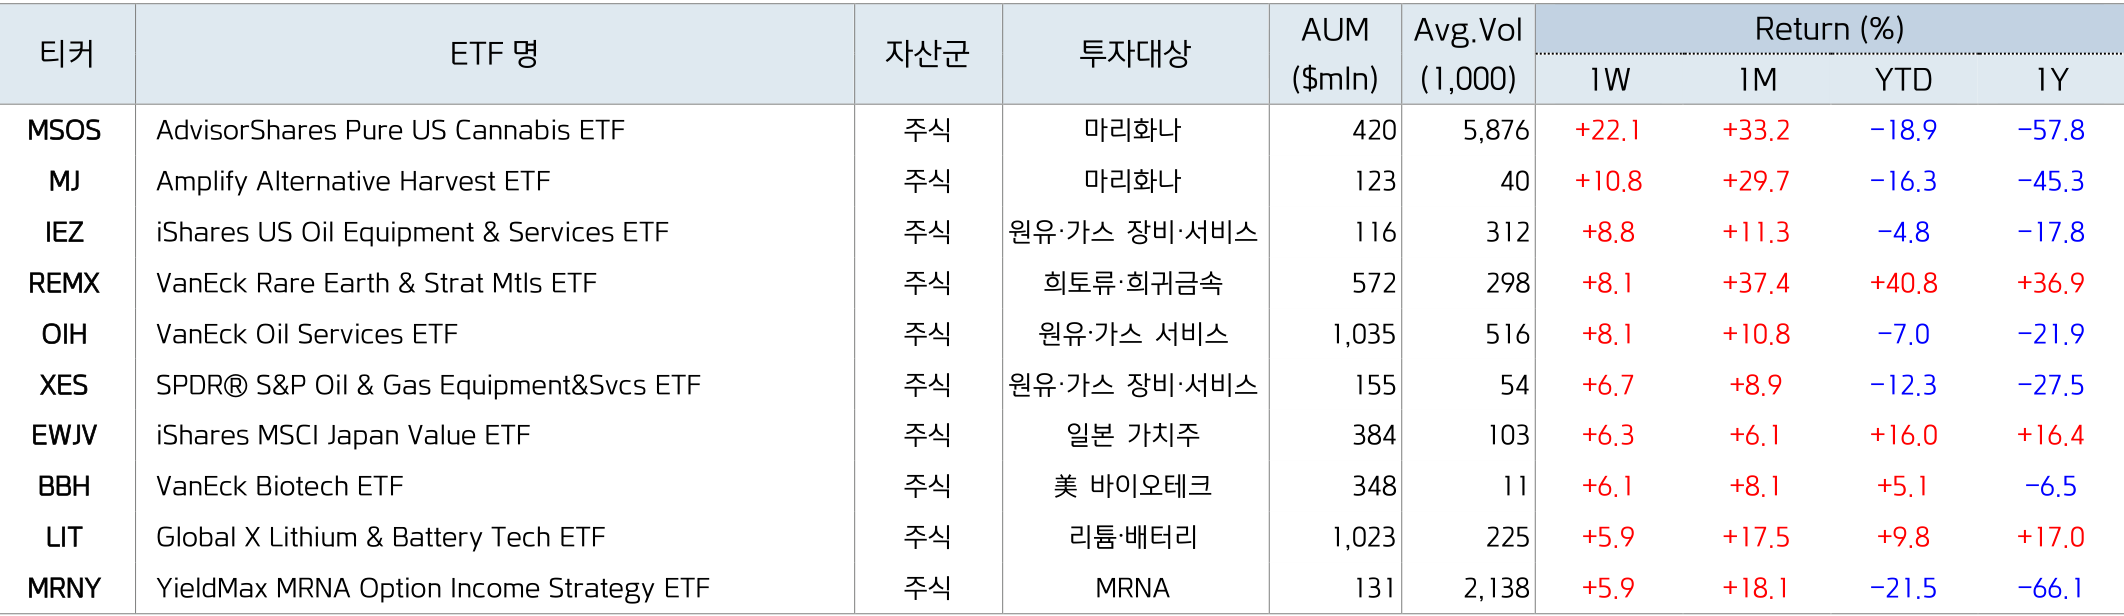 티커 ETF 명 자산군 투자대상 AUM ($mln) Avg.Vol (1,000) Return (%)
1W 1M YTD 1Y
MSOS AdvisorShares Pure US Cannabis ETF 주식 마리화나 420 5,876 +22.1 +33.2 -18.9 -57.8
MJ Amplify Alternative Harvest ETF 주식 마리화나 123 40 +10.8 +29.7 -16.3 -45.3
IEZ iShares US Oil Equipment & Services ETF 주식 원유·가스 장비·서비스 116 312 +8.8 +11.3 -4.8 -17.8
REMX VanEck Rare Earth & Strat Mtls ETF 주식 희토류·희귀금속 572 298 +8.1 +37.4 +40.8 +36.9
OIH VanEck Oil Services ETF 주식 원유·가스 서비스 1,035 516 +8.1 +10.8 -7.0 -21.9
XES SPDR® S&P Oil & Gas Equipment&Svcs ETF 주식 원유·가스 장비·서비스 155 54 +6.7 +8.9 -12.3 -27.5
EWJV iShares MSCI Japan Value ETF 주식 일본 가치주 384 103 +6.3 +6.1 +16.0 +16.4
BBH VanEck Biotech ETF 주식 美 바이오테크 348 11 +6.1 +8.1 +5.1 -6.5
LIT Global X Lithium & Battery Tech ETF 주식 리튬·배터리 1,023 225 +5.9 +17.5 +9.8 +17.0
MRNY YieldMax MRNA Option Income Strategy ETF 주식 MRNA 131 2,138 +5.9 +18.1 -21.5 -66.1